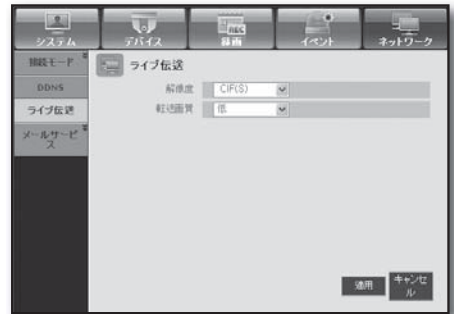 システム
デバイス
録画
イベント
ネットワーク
接続モード
DDNS
ライブ伝送
メールサービ
ス
ライブ伝送
解像度
CIF(S)
転送画質
低
適用
キャンセ
ル